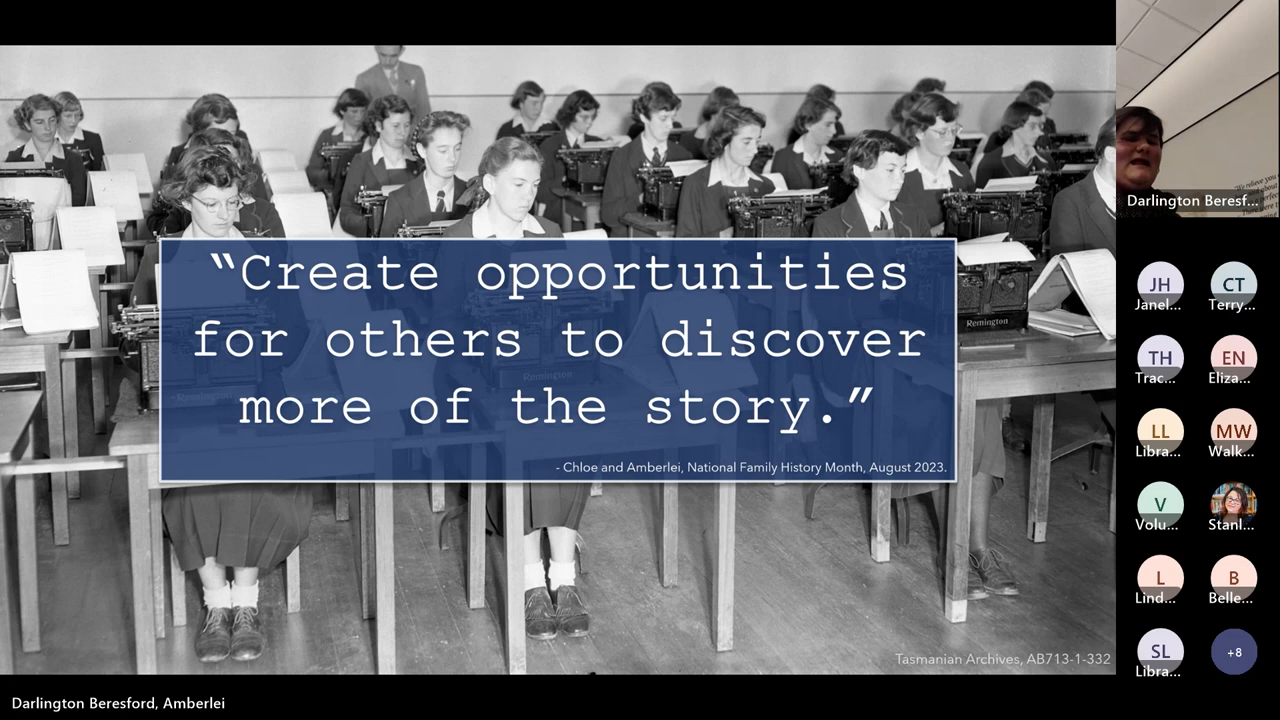 “Create opportunities
for others to discover
more of the story.”
- Chloe and Amberlei, National Family History Month, August 2023.
Remington
Tasmanian Archives, AB713-1-332
Darlington Beresf...
JH
Janel...
CT
Terry...
TH
Trac...
EN
Eliza...
LL
Libra...
MW
Walk...
V
Volu...
Stanl...
L
Lind...
B
Belle...
SL
Libra...
+8
Darlington Beresford, Amberlei